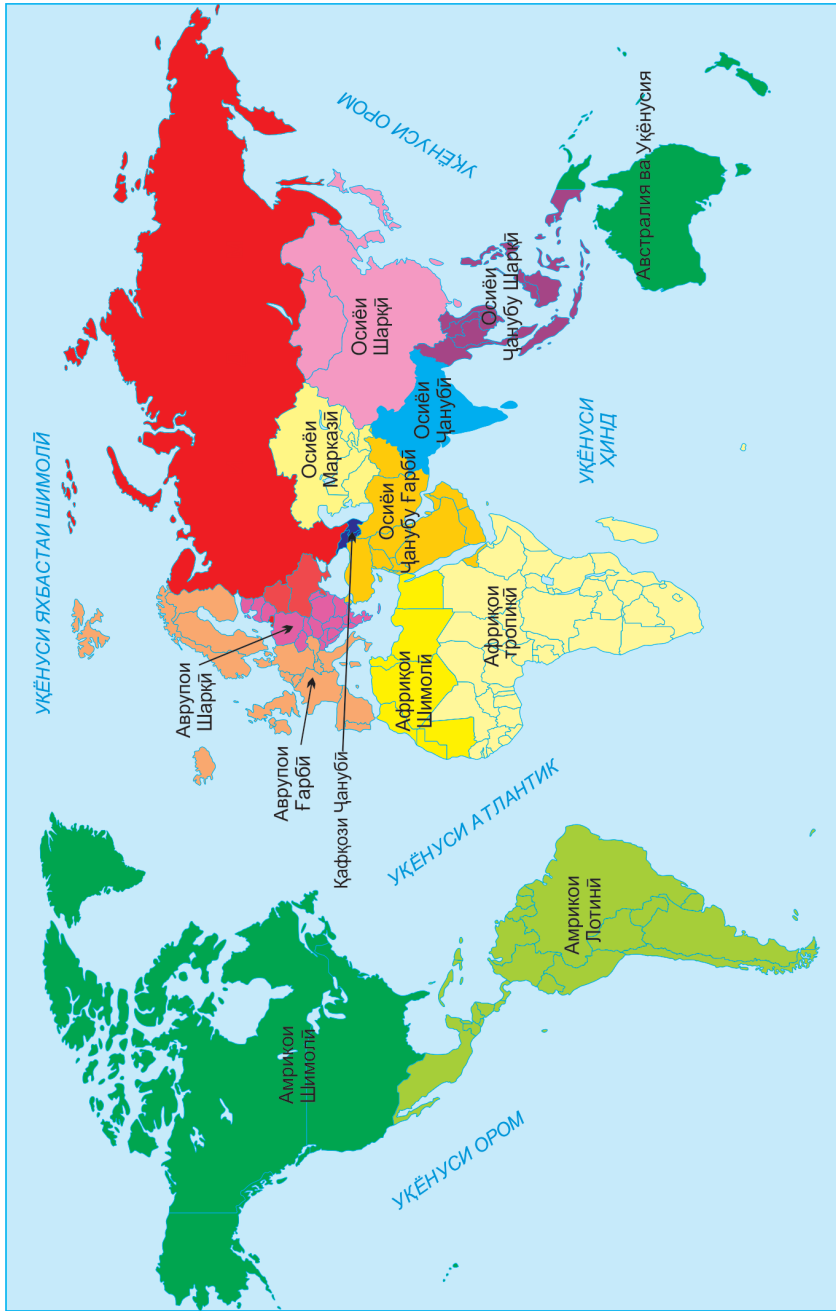 УҚЁНУСИ ЯХБАСТАИ ШИМОЛӢ
Аврупои
Шарқӣ
Аврупои
Ғарбӣ
Қафқози Ҷанубӣ
Амрикои
Шимолӣ
УҚЁНУСИ АТЛАНТИК
УҚЁНУСИ ОРОМ
Амрикои
Лотинӣ
Африкои
Шимолӣ
Африкои
тропикӣ
Осиёи
Марказӣ
Осиёи
Ҷанубу Ғарбӣ
Осиёи
Шарқӣ
Осиёи
Ҷанубӣ
Осиёи
Ҷанубу Шарқӣ
УҚЁНУСИ ОРОМ
УҚЁНУСИ
ҲИНД
Австралия ва Уқёнусия